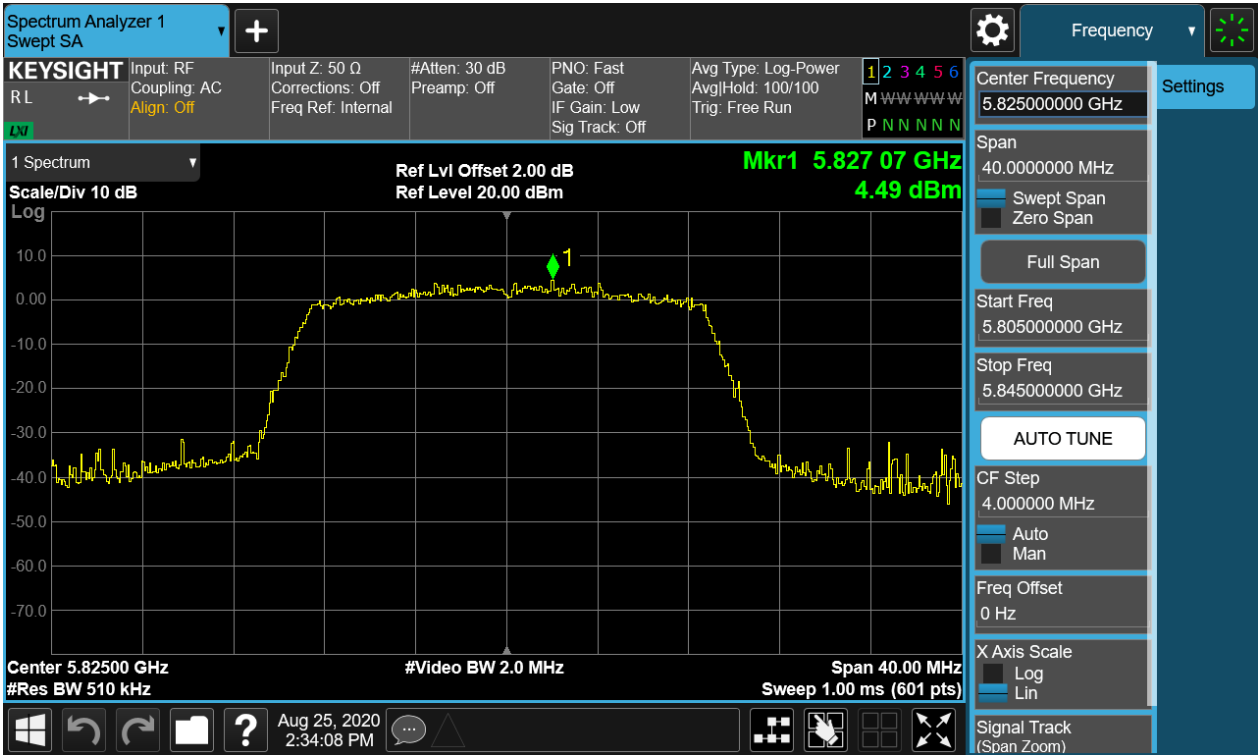 Spectrum Analyzer 1
Swept SA
+
Frequency
KEYSIGHT
R L
LXI
Input: RF
Coupling: AC
Align: Off
Input Z: 50 Ω
Corrections: Off
Freq Ref: Internal
#Atten: 30 dB
Preamp: Off
PNO: Fast
Gate: Off
IF Gain: Low
Sig Track: Off
Avg Type: Log-Power
Avg|Hold: 100/100
Trig: Free Run
1 2 3 4 5 6
M W W W W W
P N N N N N
1 Spectrum
Scale/Div 10 dB
Log
Ref Lvl Offset 2.00 dB
Ref Level 20.00 dBm
Mkr1 5.827 07 GHz
4.49 dBm
1
10.0
0.00
-10.0
-20.0
-30.0
-40.0
-50.0
-60.0
-70.0
Center 5.82500 GHz
#Res BW 510 kHz
#Video BW 2.0 MHz
Span 40.00 MHz
Sweep 1.00 ms (601 pts)
Center Frequency
5.825000000 GHz
Settings
Span
40.0000000 MHz
Swept Span
Zero Span
Full Span
Start Freq
5.805000000 GHz
Stop Freq
5.845000000 GHz
AUTO TUNE
CF Step
4.000000 MHz
Auto
Man
Freq Offset
0 Hz
X Axis Scale
Log
Lin
Signal Track
(Span Zoom)
?
Aug 25, 2020
2:34:08 PM